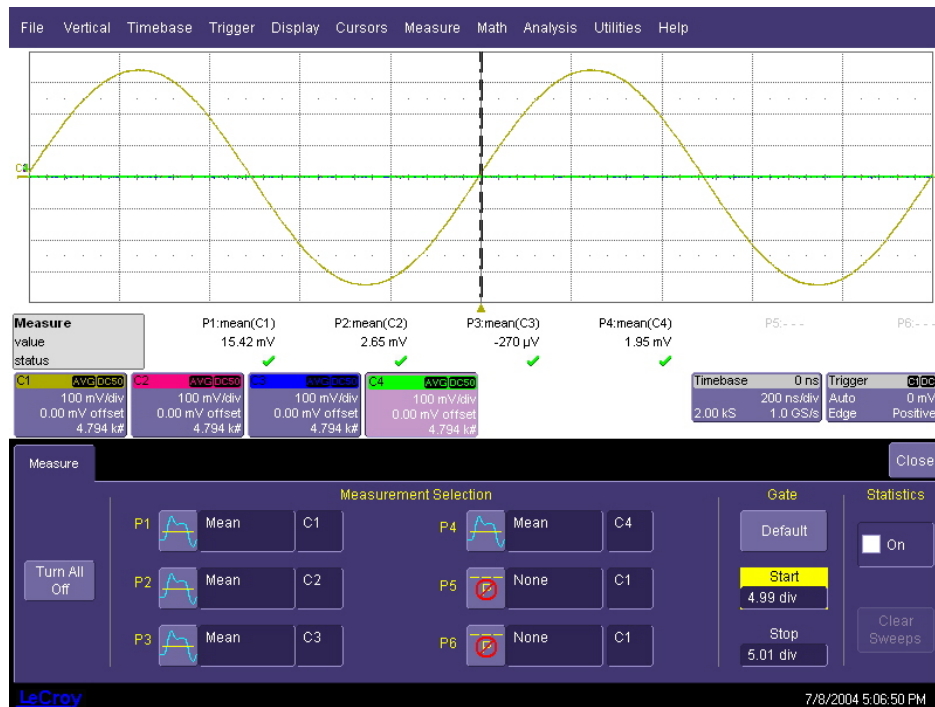 File Vertical Timebase Trigger Display Cursors Measure Math Analysis Utilities Help
Measure P1:mean(C1) P2:mean(C2) P3:mean(C3) P4:mean(C4) P5:- - - P6:- - -
value 15.42 mV 2.65 mV -270 µV 1.95 mV
status
C1 AVG DC50 C2 AVG DC50 AVG DC50 C4 AVG DC50 Timebase 0 ns Trigger C1 DC
100 mV/div 100 mV/div 100 mV/div 100 mV/div 200 ns/div Auto 0 mV
0.00 mV offset 0.00 mV offset 0.00 mV offset 0.00 mV offset 2.00 kS 1.0 GS/s Edge Positive
4.794 k# 4.794 k# 4.794 k# 4.794 k#
Measure Close
Measurement Selection Gate Statistics
P1 Mean C1 P4 Mean C4 Default On
Turn All Off
P2 Mean C2 P5 None C1 Start
4.99 div
P3 Mean C3 P6 None C1 Stop
5.01 div
Clear Sweeps
LeCroy 7/8/2004 5:06:50 PM